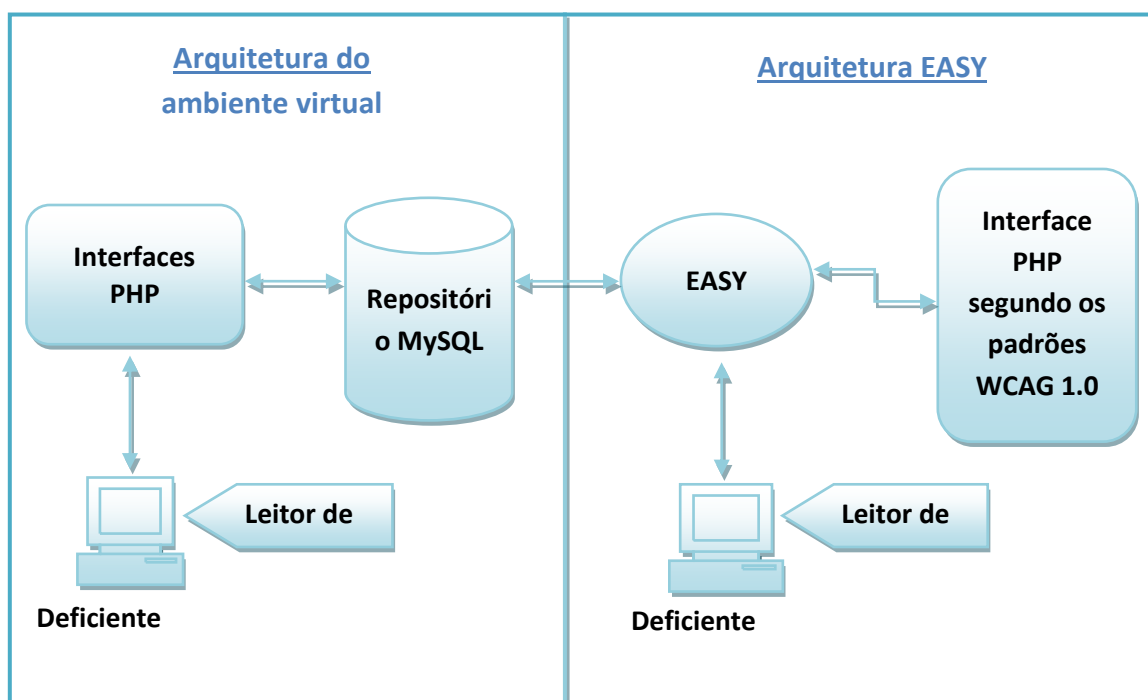 Arquitetura do
ambiente virtual
Interfaces
PHP
Repositóri
o MySQL
Leitor de
Deficiente
Arquitetura EASY
EASY
Interface
PHP
segundo os
padrões
WCAG 1.0
Leitor de
Deficiente